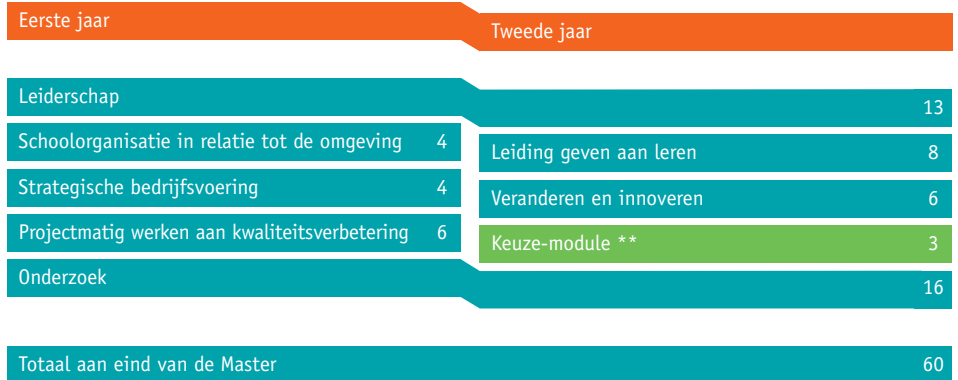 Eerste jaar
Tweede jaar
Leiderschap 13
Schoolorganisatie in relatie tot de omgeving 4
Leiding geven aan leren 8
Strategische bedrijfsvoering 4
Veranderen en innoveren 6
Projectmatig werken aan kwaliteitsverbetering 6
Keuze-module ** 3
Onderzoek 16
Totaal aan eind van de Master 60